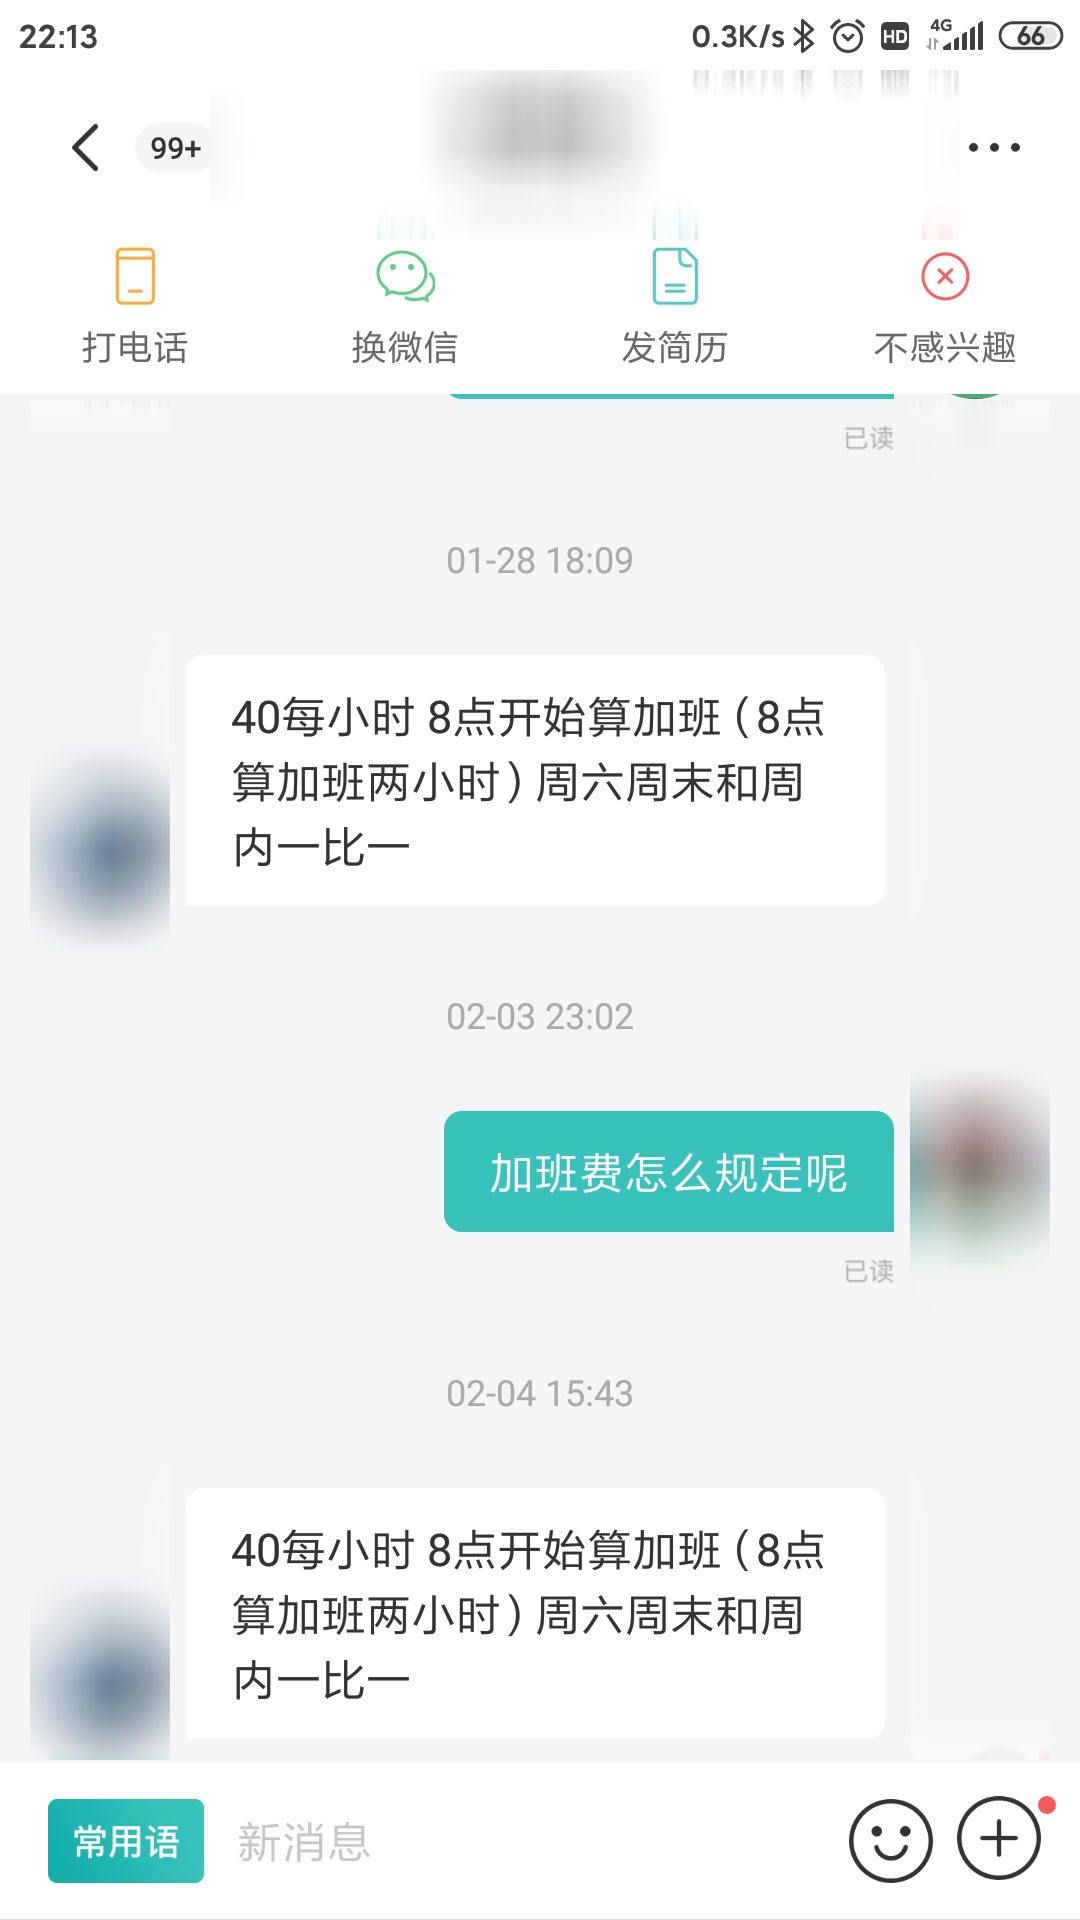 22:13
0.3K/s HD 4G 66
99+
打电话 换微信 发简历 不感兴趣
已读
01-28 18:09
40每小时 8点开始算加班（8点
算加班两小时）周六周末和周
内一比一
02-03 23:02
加班费怎么规定呢
已读
02-04 15:43
40每小时 8点开始算加班（8点
算加班两小时）周六周末和周
内一比一
常用语 新消息